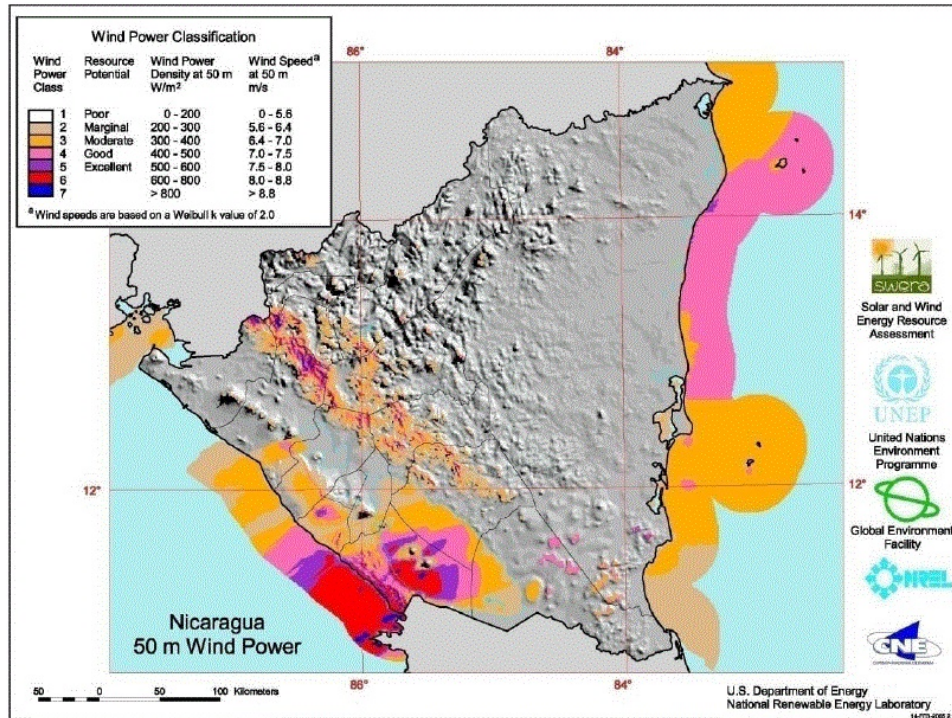 Wind Power Classification
Wind Power Class Resource Potential Wind Power Density at 50 m W/m² Wind Speedª at 50 m m/s
1 Poor 0 - 200 0 - 5.6
2 Marginal 200 - 300 5.6 - 6.4
3 Moderate 300 - 400 6.4 - 7.0
4 Good 400 - 500 7.0 - 7.5
5 Excellent 500 - 600 7.5 - 8.0
6 600 - 800 8.0 - 8.8
7 > 800 > 8.8
ª Wind speeds are based on a Weibull k value of 2.0
86° 84°
14°
swera
Solar and Wind
Energy Resource
Assessment
UNEP
United Nations
Environment
Programme
12° 12°
Global Environment
Facility
NREL
CNE
Nicaragua
50 m Wind Power
50 0 50 100 Kilometers
86° 84°
U.S. Department of Energy
National Renewable Energy Laboratory